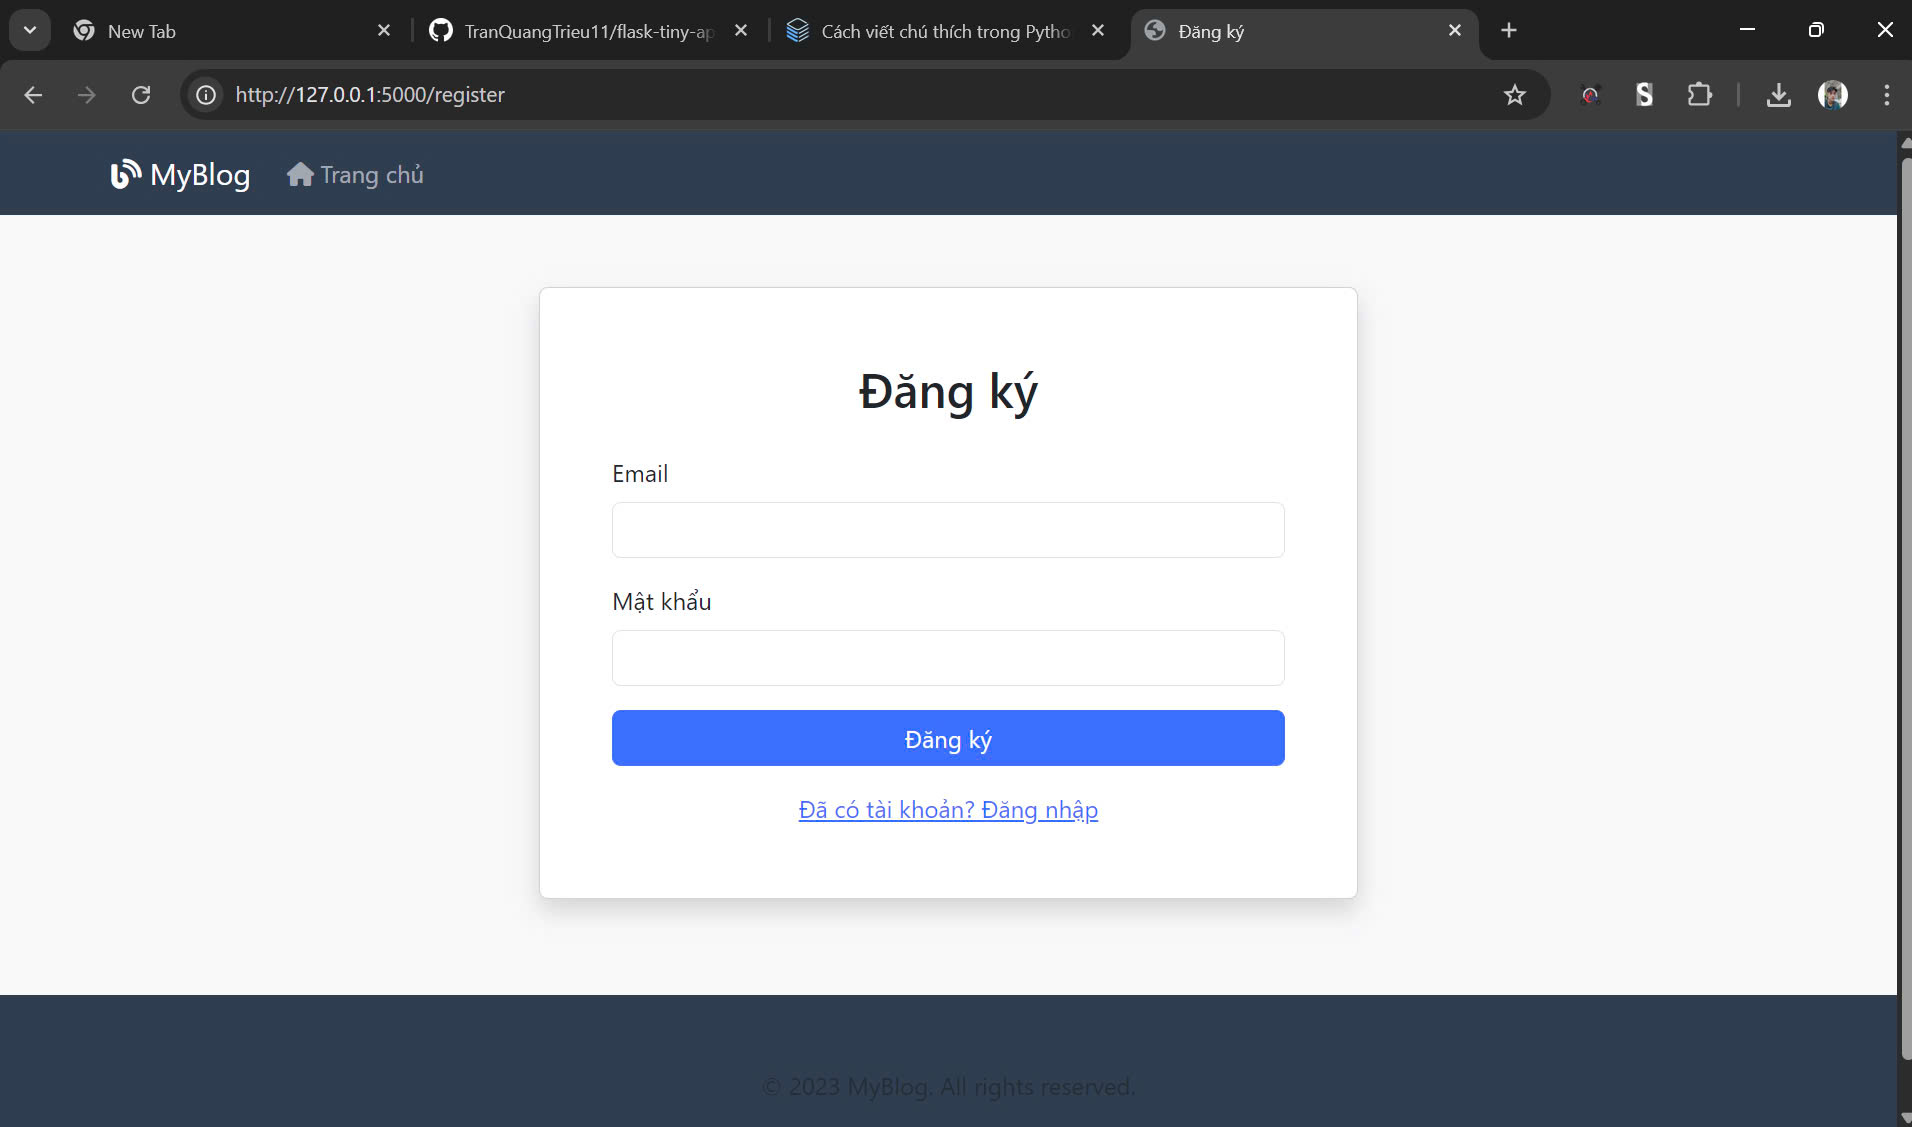 New Tab
TranQuangTrieu11/flask-tiny-ap
Cách viết chú thích trong Pytho
Đăng ký
http://127.0.0.1:5000/register
MyBlog
Trang chủ
Đăng ký
Email
Mật khẩu
Đăng ký
Đã có tài khoản? Đăng nhập
© 2023 MyBlog. All rights reserved.